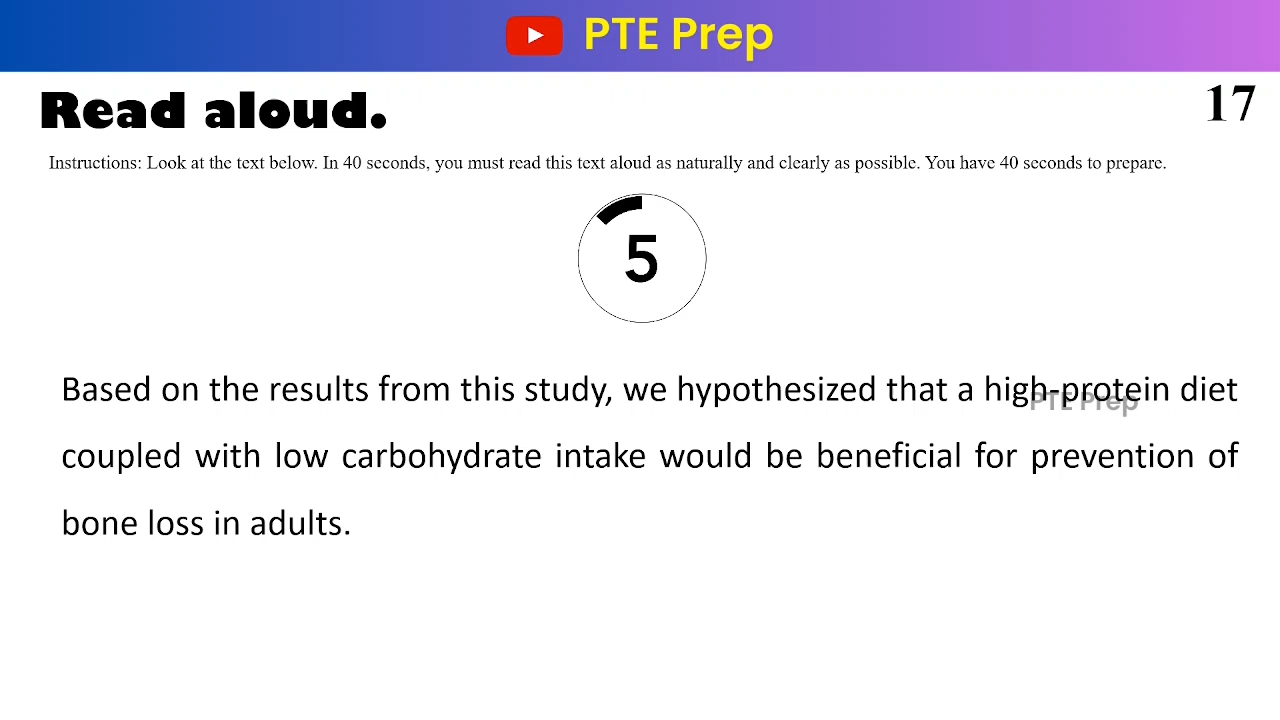 PTE Prep
Read aloud.
17
Instructions: Look at the text below. In 40 seconds, you must read this text aloud as naturally and clearly as possible. You have 40 seconds to prepare.
5
Based on the results from this study, we hypothesized that a high-protein diet
PTE Prep
coupled with low carbohydrate intake would be beneficial for prevention of
bone loss in adults.